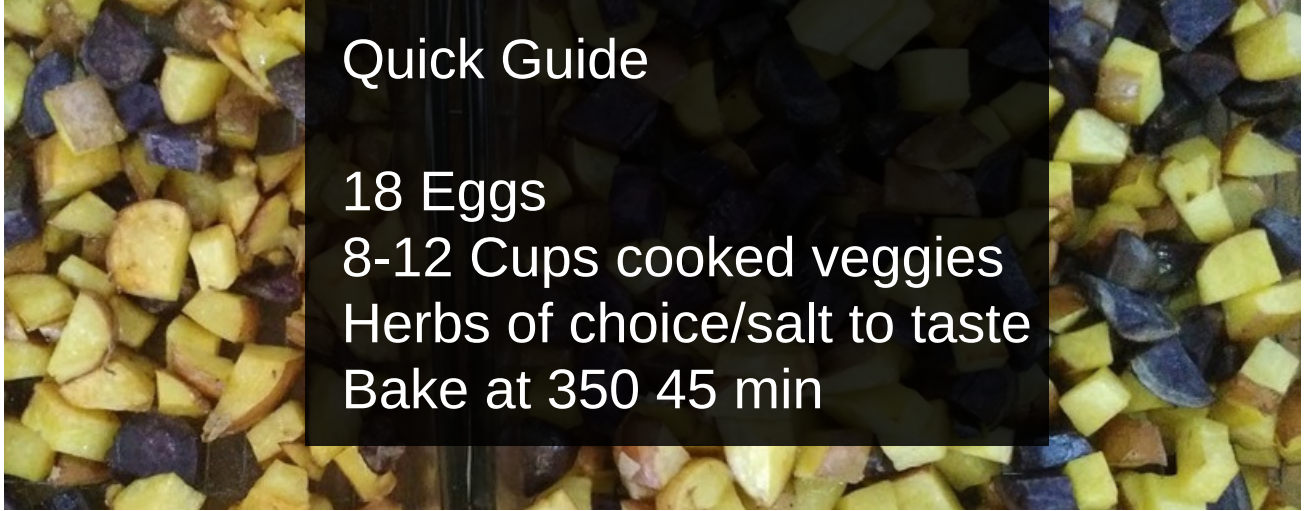 Quick Guide
18 Eggs
8-12 Cups cooked veggies
Herbs of choice/salt to taste
Bake at 350 45 min